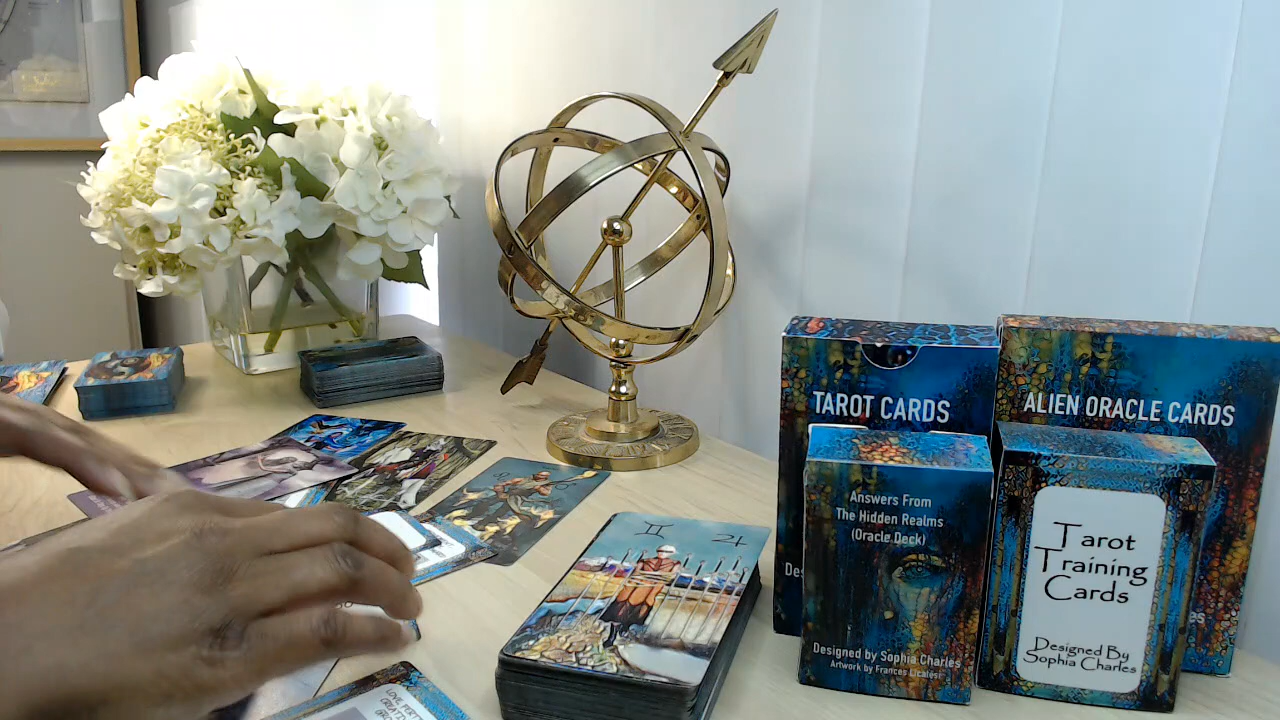 TAROT CARDS
ALIEN ORACLE CARDS
Answers From
The Hidden Realms
(Oracle Deck)
Designed by Sophia Charles
Artwork by Frances Licalesi
Tarot
Training
Cards
Designed By
Sophia Charles
♊ ♃